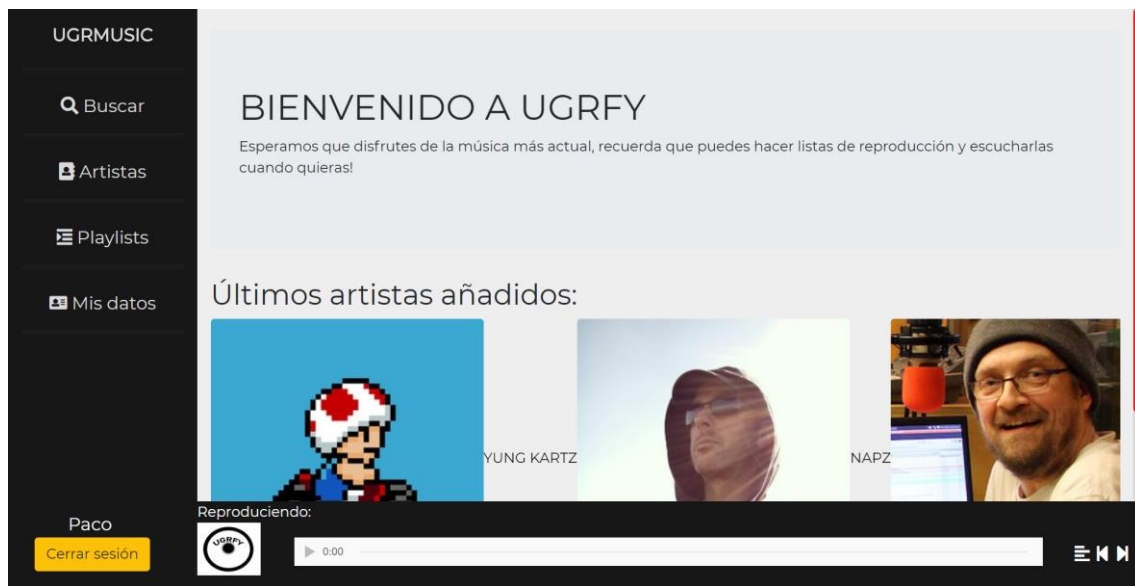 UGRMUSIC
Buscar
Artistas
Playlists
Mis datos
Paco
Cerrar sesión
BIENVENIDO A UGRFY
Esperamos que disfrutes de la música más actual, recuerda que puedes hacer listas de reproducción y escucharlas
cuando quieras!
Últimos artistas añadidos:
YUNG KARTZ
NAPZ
Reproduciendo:
UGRFY
0:00